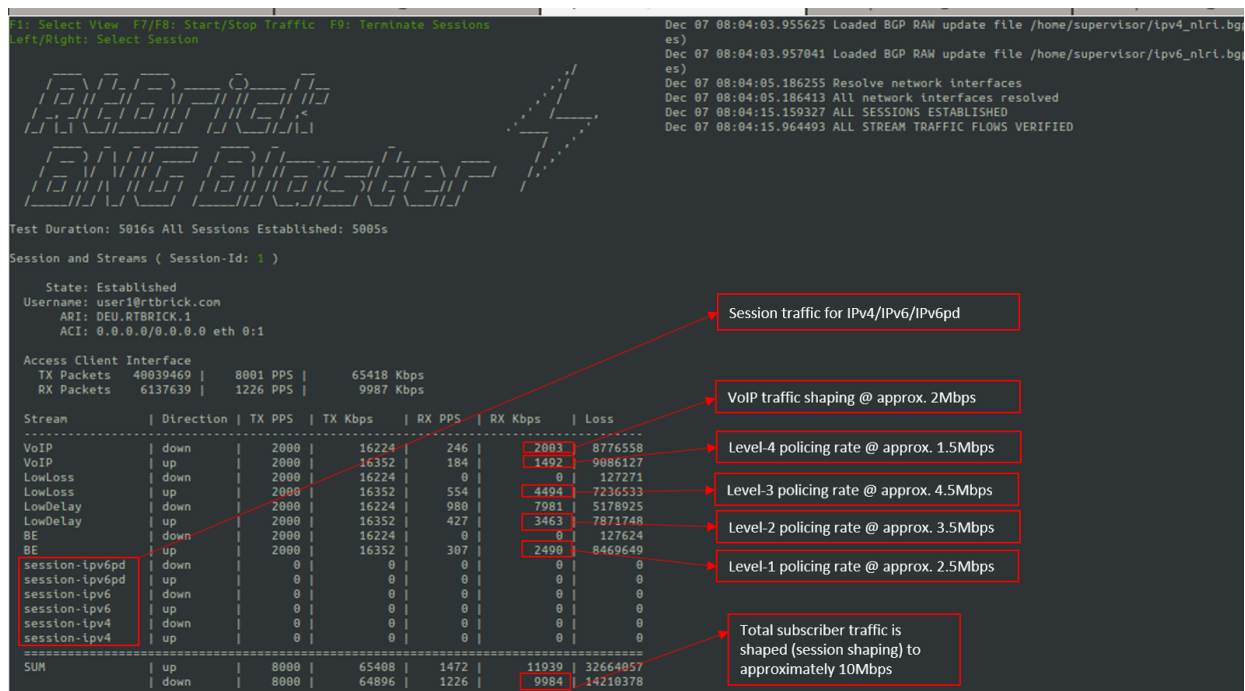 F1: Select View  F7/F8: Start/Stop Traffic  F9: Terminate Sessions
Left/Right: Select Session
RtBrick
BNG Blaster
Test Duration: 5016s All Sessions Established: 5005s
Session and Streams ( Session-Id: 1 )
State: Established
Username: user1@rtbrick.com
ARI: DEU.RTBRICK.1
ACI: 0.0.0.0/0.0.0.0 eth 0:1
Access Client Interface
TX Packets 40039469 | 8001 PPS | 65418 Kbps
RX Packets 6137639 | 1226 PPS | 9987 Kbps
Stream | Direction | TX PPS | TX Kbps | RX PPS | RX Kbps | Loss
VoIP | down | 2000 | 16224 | 246 | 2003 | 8776558
VoIP | up | 2000 | 16352 | 184 | 1492 | 9086127
LowLoss | down | 2000 | 16224 | 0 | 0 | 127271
LowLoss | up | 2000 | 16352 | 554 | 4494 | 7236533
LowDelay | down | 2000 | 16224 | 980 | 7981 | 5178925
LowDelay | up | 2000 | 16352 | 427 | 3463 | 7871748
BE | down | 2000 | 16224 | 0 | 0 | 127624
BE | up | 2000 | 16352 | 307 | 2490 | 8469649
session-ipv6pd | down | 0 | 0 | 0 | 0 | 0
session-ipv6pd | up | 0 | 0 | 0 | 0 | 0
session-ipv6 | down | 0 | 0 | 0 | 0 | 0
session-ipv6 | up | 0 | 0 | 0 | 0 | 0
session-ipv4 | down | 0 | 0 | 0 | 0 | 0
session-ipv4 | up | 0 | 0 | 0 | 0 | 0
SUM | up | 8000 | 65408 | 1472 | 11939 | 32664057
| down | 8000 | 64896 | 1226 | 9984 | 14210378
Dec 07 08:04:03.955625 Loaded BGP RAW update file /home/supervisor/ipv4_nlri.bgp
es)
Dec 07 08:04:03.957041 Loaded BGP RAW update file /home/supervisor/ipv6_nlri.bgp
es)
Dec 07 08:04:05.186255 Resolve network interfaces
Dec 07 08:04:05.186413 All network interfaces resolved
Dec 07 08:04:15.159327 ALL SESSIONS ESTABLISHED
Dec 07 08:04:15.964493 ALL STREAM TRAFFIC FLOWS VERIFIED
Session traffic for IPv4/IPv6/IPv6pd
VoIP traffic shaping @ approx. 2Mbps
Level-4 policing rate @ approx. 1.5Mbps
Level-3 policing rate @ approx. 4.5Mbps
Level-2 policing rate @ approx. 3.5Mbps
Level-1 policing rate @ approx. 2.5Mbps
Total subscriber traffic is
shaped (session shaping) to
approximately 10Mbps